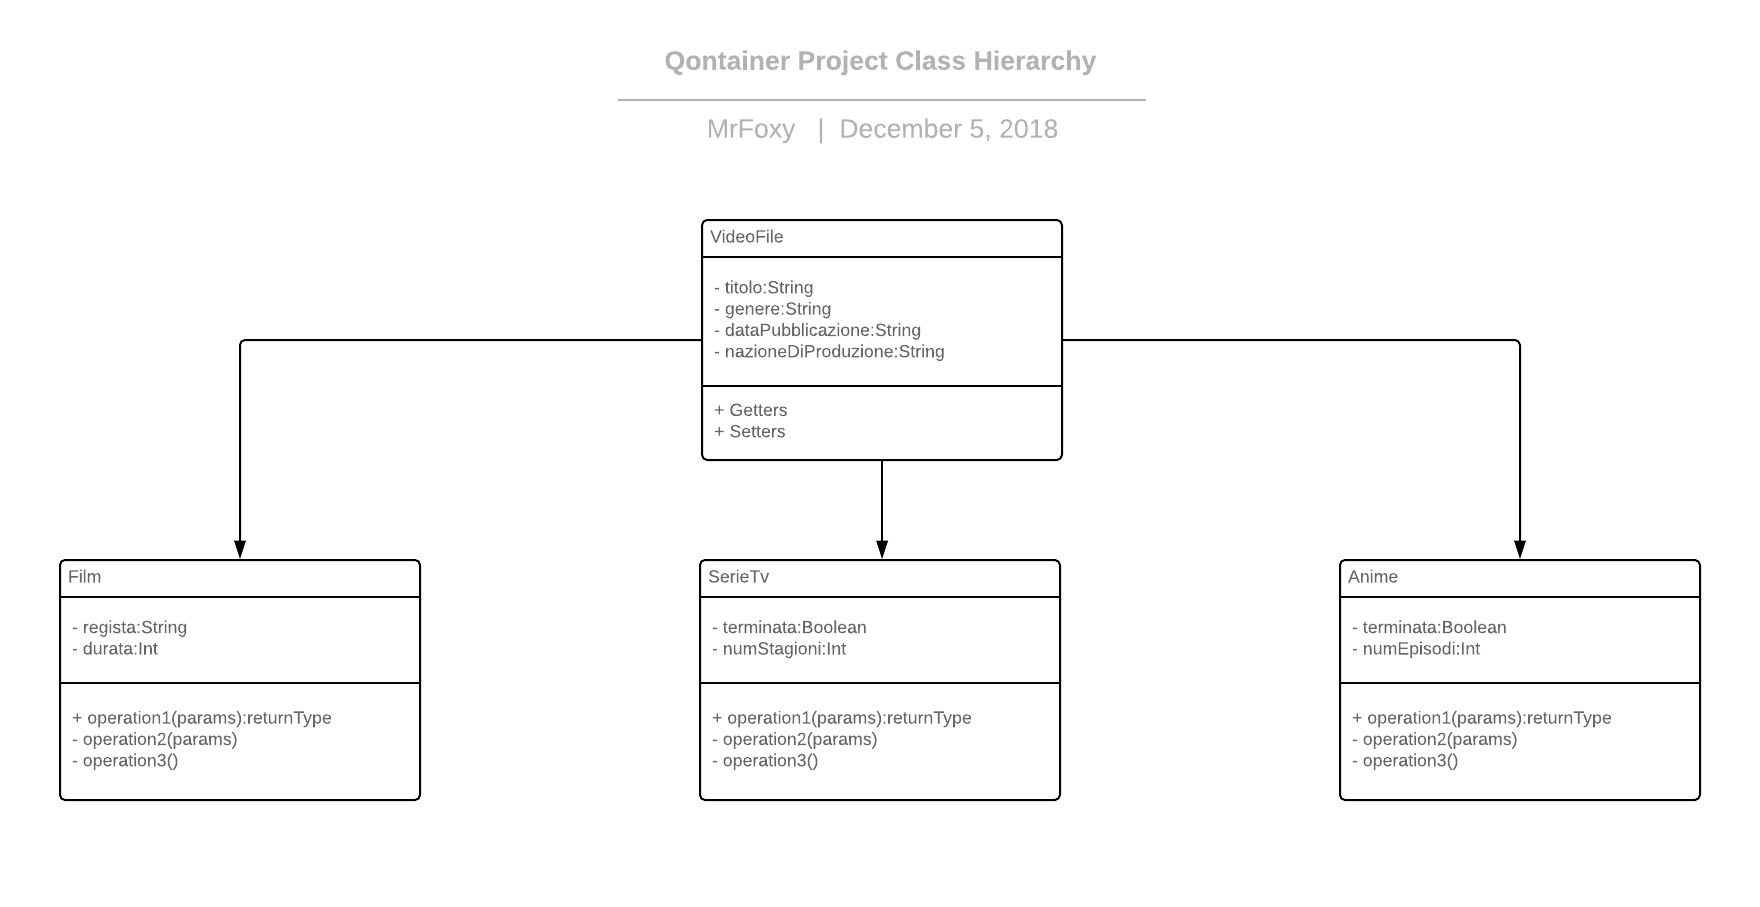 Qontainer Project Class Hierarchy
MrFoxy | December 5, 2018
VideoFile
- titolo:String
- genere:String
- dataPubblicazione:String
- nazioneDiProduzione:String
+ Getters
+ Setters
Film
- regista:String
- durata:Int
+ operation1(params):returnType
- operation2(params)
- operation3()
SerieTv
- terminata:Boolean
- numStagioni:Int
+ operation1(params):returnType
- operation2(params)
- operation3()
Anime
- terminata:Boolean
- numEpisodi:Int
+ operation1(params):returnType
- operation2(params)
- operation3()